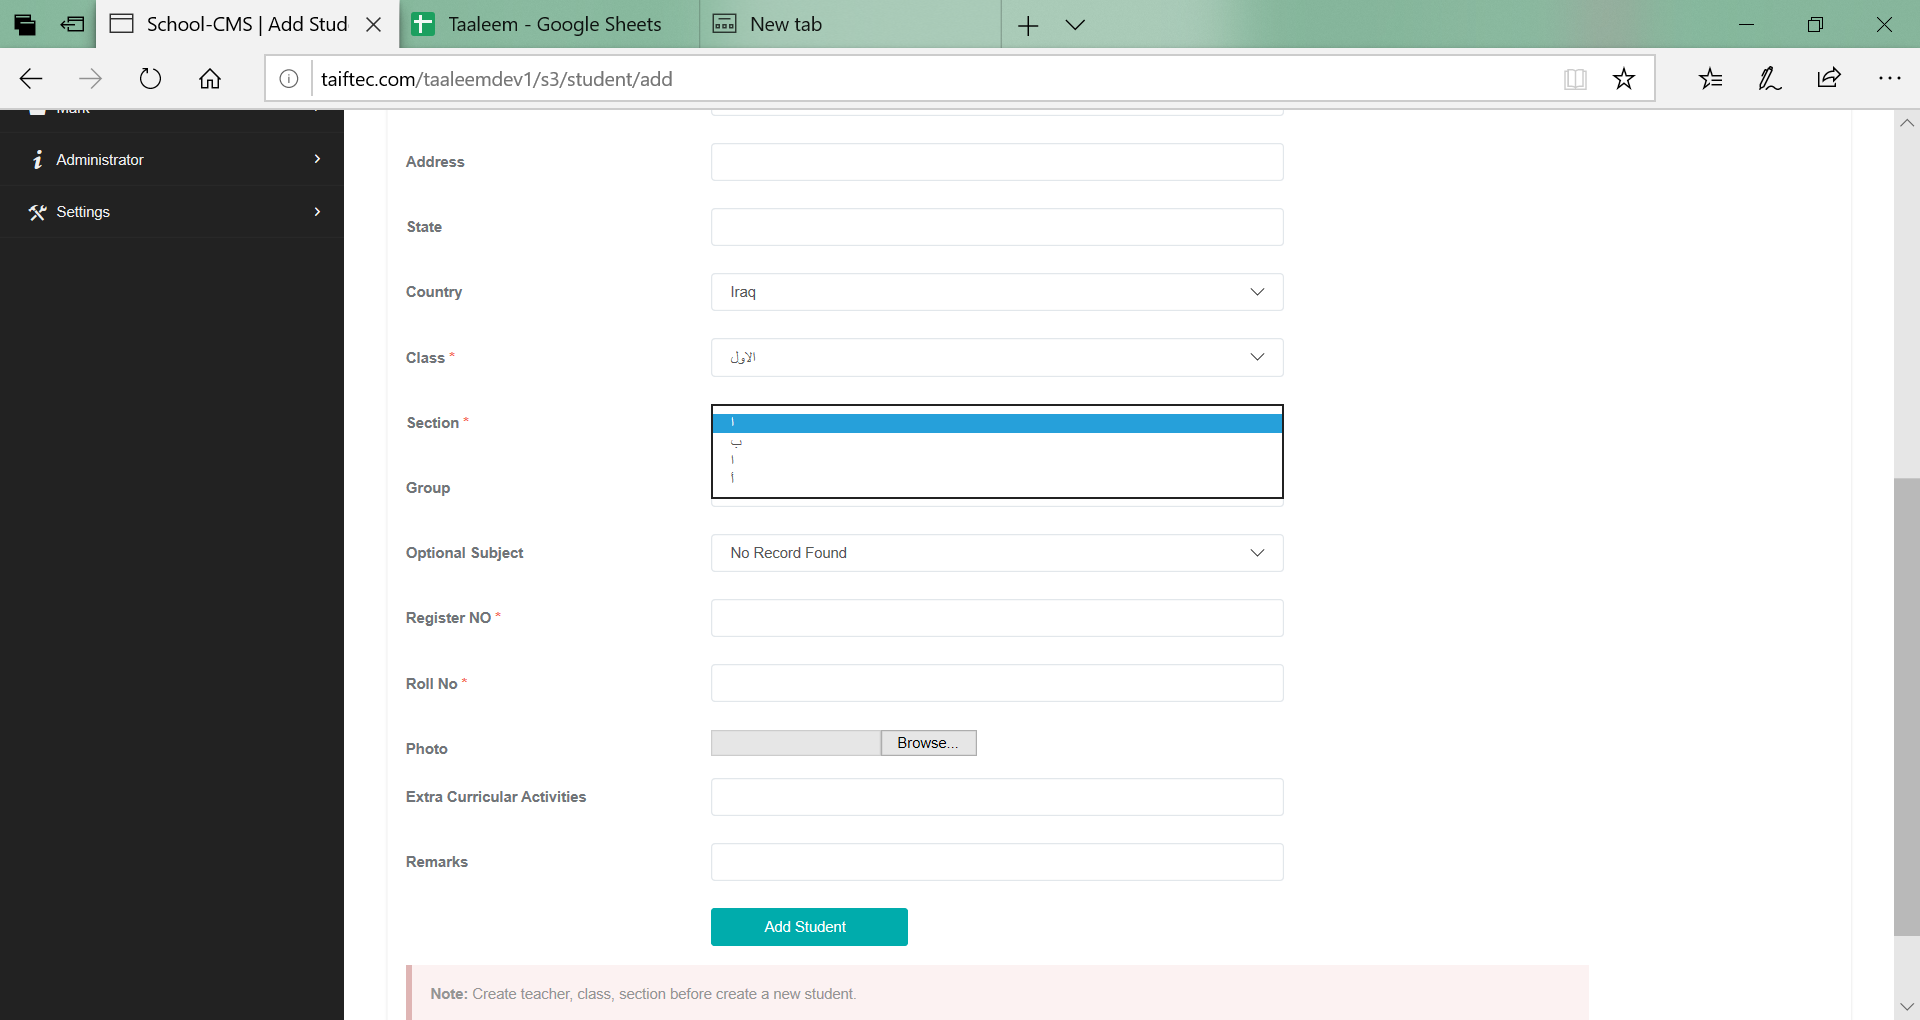 School-CMS | Add Stud
Taaleem - Google Sheets
New tab
taiftec.com/taaleemdev1/s3/student/add
Mark
Administrator
Settings
Address
State
Country
Iraq
Class *
الاول
Section *
ا
ب
ا
أ
Group
Optional Subject
No Record Found
Register NO *
Roll No *
Photo
Browse...
Extra Curricular Activities
Remarks
Add Student
Note: Create teacher, class, section before create a new student.